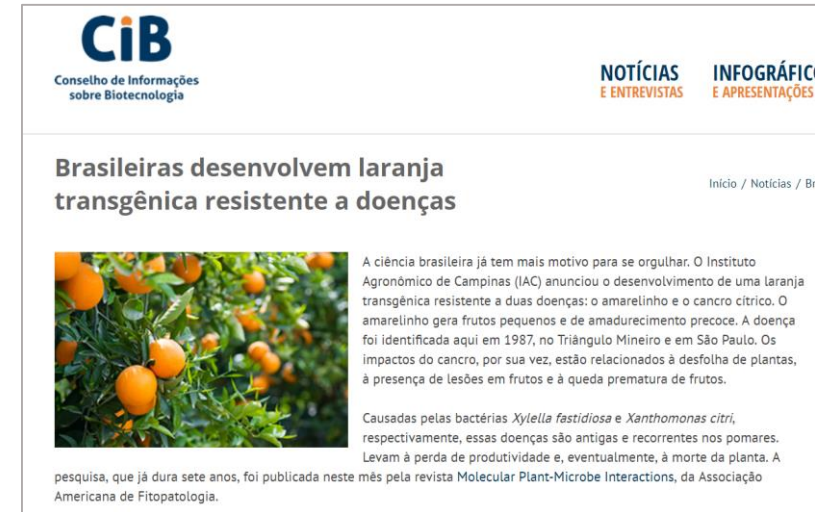 CiB
Conselho de Informações
sobre Biotecnologia
NOTÍCIAS
E ENTREVISTAS
INFOGRÁFICO
E APRESENTAÇÕES
Brasileiras desenvolvem laranja
transgênica resistente a doenças
Início / Notícias / Br
A ciência brasileira já tem mais motivo para se orgulhar. O Instituto
Agronômico de Campinas (IAC) anunciou o desenvolvimento de uma laranja
transgênica resistente a duas doenças: o amarelinho e o cancro cítrico. O
amarelinho gera frutos pequenos e de amadurecimento precoce. A doença
foi identificada aqui em 1987, no Triângulo Mineiro e em São Paulo. Os
impactos do cancro, por sua vez, estão relacionados à desfolha de plantas,
à presença de lesões em frutos e à queda prematura de frutos.
Causadas pelas bactérias Xylella fastidiosa e Xanthomonas citri,
respectivamente, essas doenças são antigas e recorrentes nos pomares.
Levam à perda de produtividade e, eventualmente, à morte da planta. A
pesquisa, que já dura sete anos, foi publicada neste mês pela revista Molecular Plant-Microbe Interactions, da Associação
Americana de Fitopatologia.